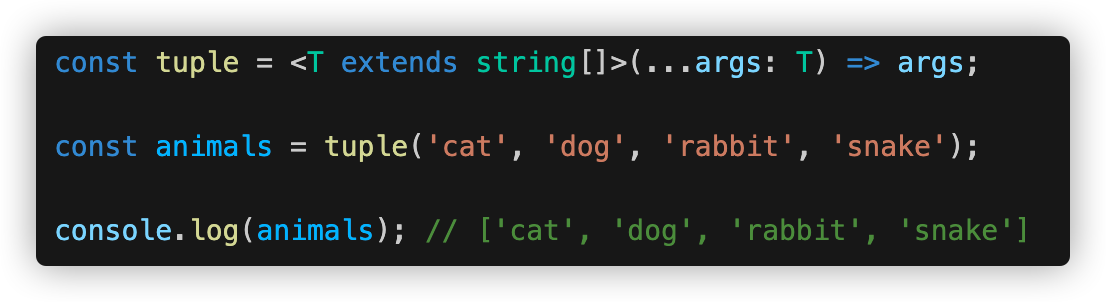 const tuple = <T extends string[]>(...args: T) => args;
const animals = tuple('cat', 'dog', 'rabbit', 'snake');
console.log(animals); // ['cat', 'dog', 'rabbit', 'snake']